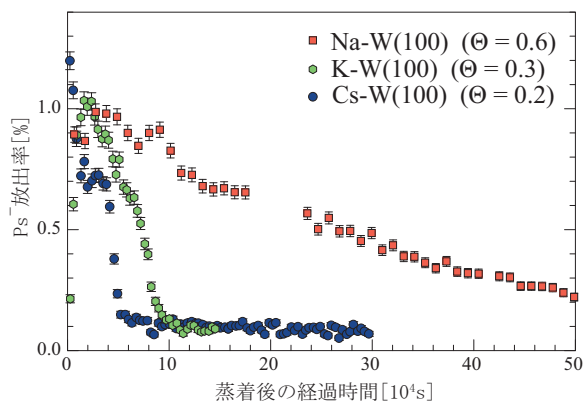 Na-W(100) (Θ = 0.6)
K-W(100) (Θ = 0.3)
Cs-W(100) (Θ = 0.2)
Ps⁻放出率[%]
1.0
0.5
0.0
0 10 20 30 40 50
蒸着後の経過時間[10⁴s]